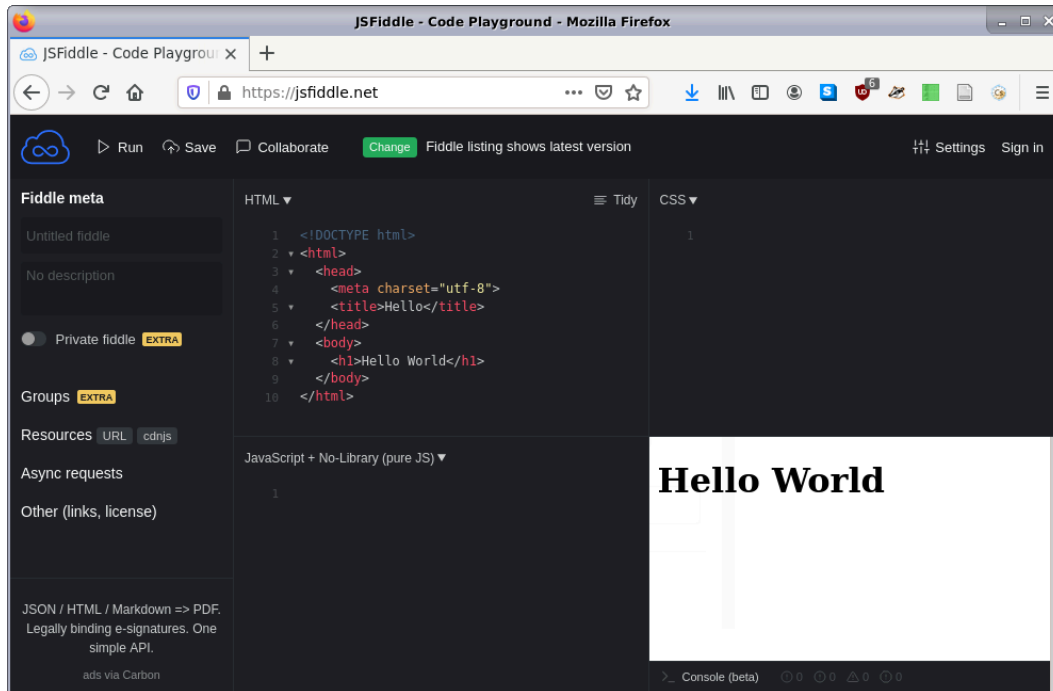 JSFiddle - Code Playground - Mozilla Firefox
JSFiddle - Code Playgrou
https://jsfiddle.net
6
Run Save Collaborate Change Fiddle listing shows latest version Settings Sign in
Fiddle meta
Untitled fiddle
No description
Private fiddle EXTRA
Groups EXTRA
Resources URL cdnjs
Async requests
Other (links, license)
JSON / HTML / Markdown => PDF.
Legally binding e-signatures. One
simple API.
ads via Carbon
HTML ▼ Tidy
1 <!DOCTYPE html>
2 <html>
3 <head>
4 <meta charset="utf-8">
5 <title>Hello</title>
6 </head>
7 <body>
8 <h1>Hello World</h1>
9 </body>
10 </html>
CSS ▼
1
JavaScript + No-Library (pure JS) ▼
1
Hello World
>_ Console (beta) 0 0 0 0